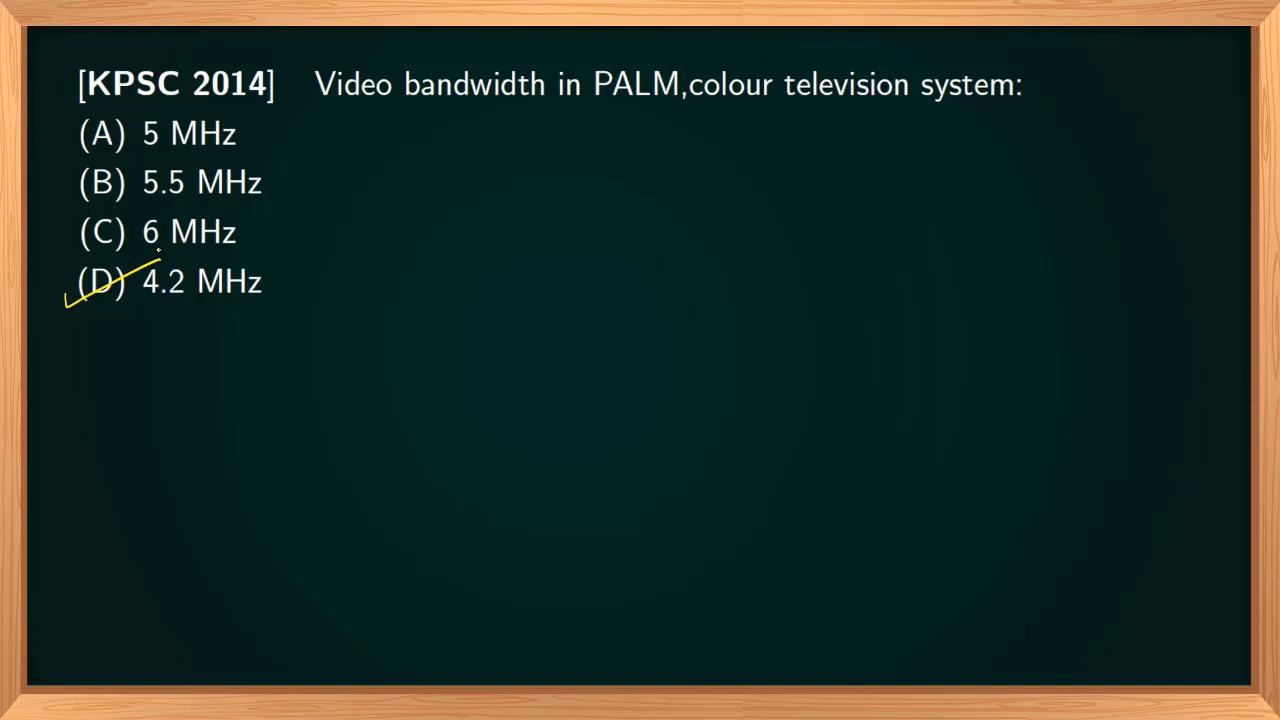 [KPSC 2014] Video bandwidth in PALM,colour television system:
(A) 5 MHz
(B) 5.5 MHz
(C) 6 MHz
(D) 4.2 MHz